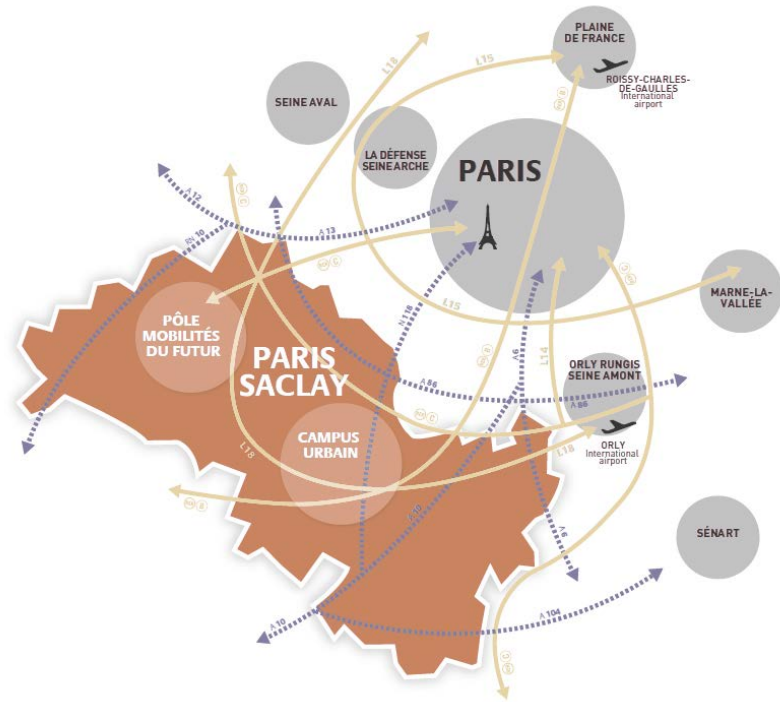 PLAINE
DE FRANCE
ROISSY-CHARLES-
DE-GAULLES
International
airport
L18
L15
SEINE AVAL
LA DÉFENSE
SEINE ARCHE
PARIS
A 12
A 13
RN 10
C
B
C
C
N 118
L15
MARNE-LA-
VALLÉE
PÔLE
MOBILITÉS
DU FUTUR
PARIS
SACLAY
A 86
B
A6
L14
ORLY RUNGIS
SEINE AMONT
A 86
C
CAMPUS
URBAIN
L18
L18
ORLY
International
airport
B
A 10
A 6
SÉNART
A 10
A 104
C